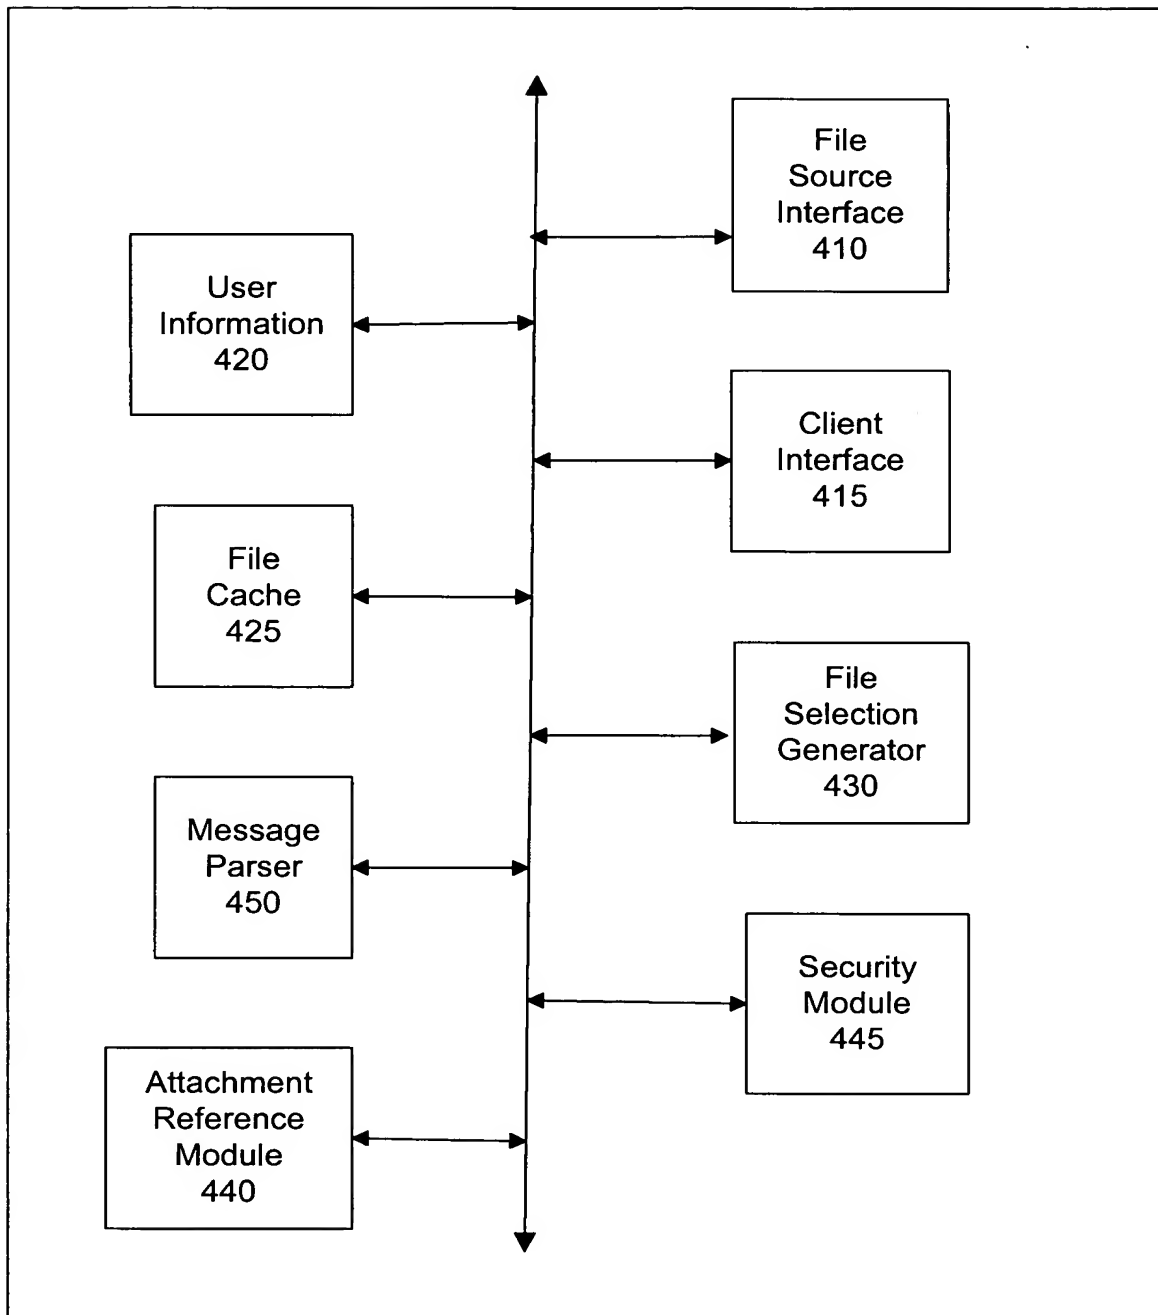 File
Source
Interface
410
User
Information
420
Client
Interface
415
File
Cache
425
File
Selection
Generator
430
Message
Parser
450
Security
Module
445
Attachment
Reference
Module
440